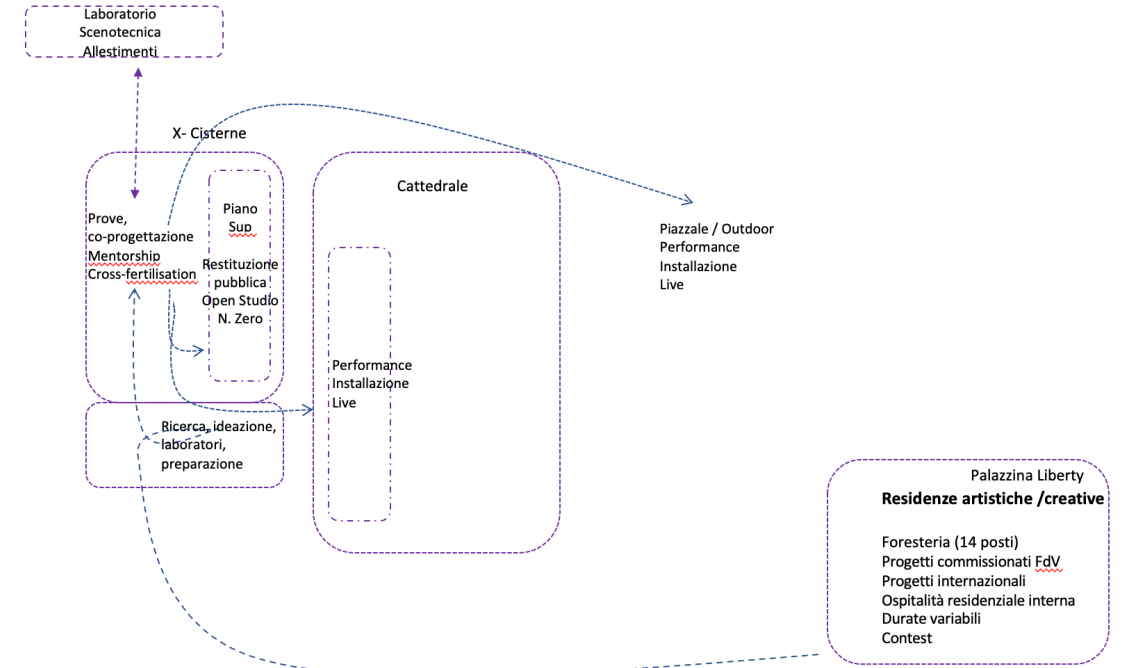 Laboratorio
Scenotecnica
Allestimenti
X- Cisterne
Prove,
co-progettazione
Mentorship
Cross-fertilisation
Piano
Sup
Restituzione
pubblica
Open Studio
N. Zero
Cattedrale
Performance
Installazione
Live
Piazzale / Outdoor
Performance
Installazione
Live
Ricerca, ideazione,
laboratori,
preparazione
Palazzina Liberty
Residenze artistiche /creative
Foresteria (14 posti)
Progetti commissionati FdV
Progetti internazionali
Ospitalità residenziale interna
Durate variabili
Contest